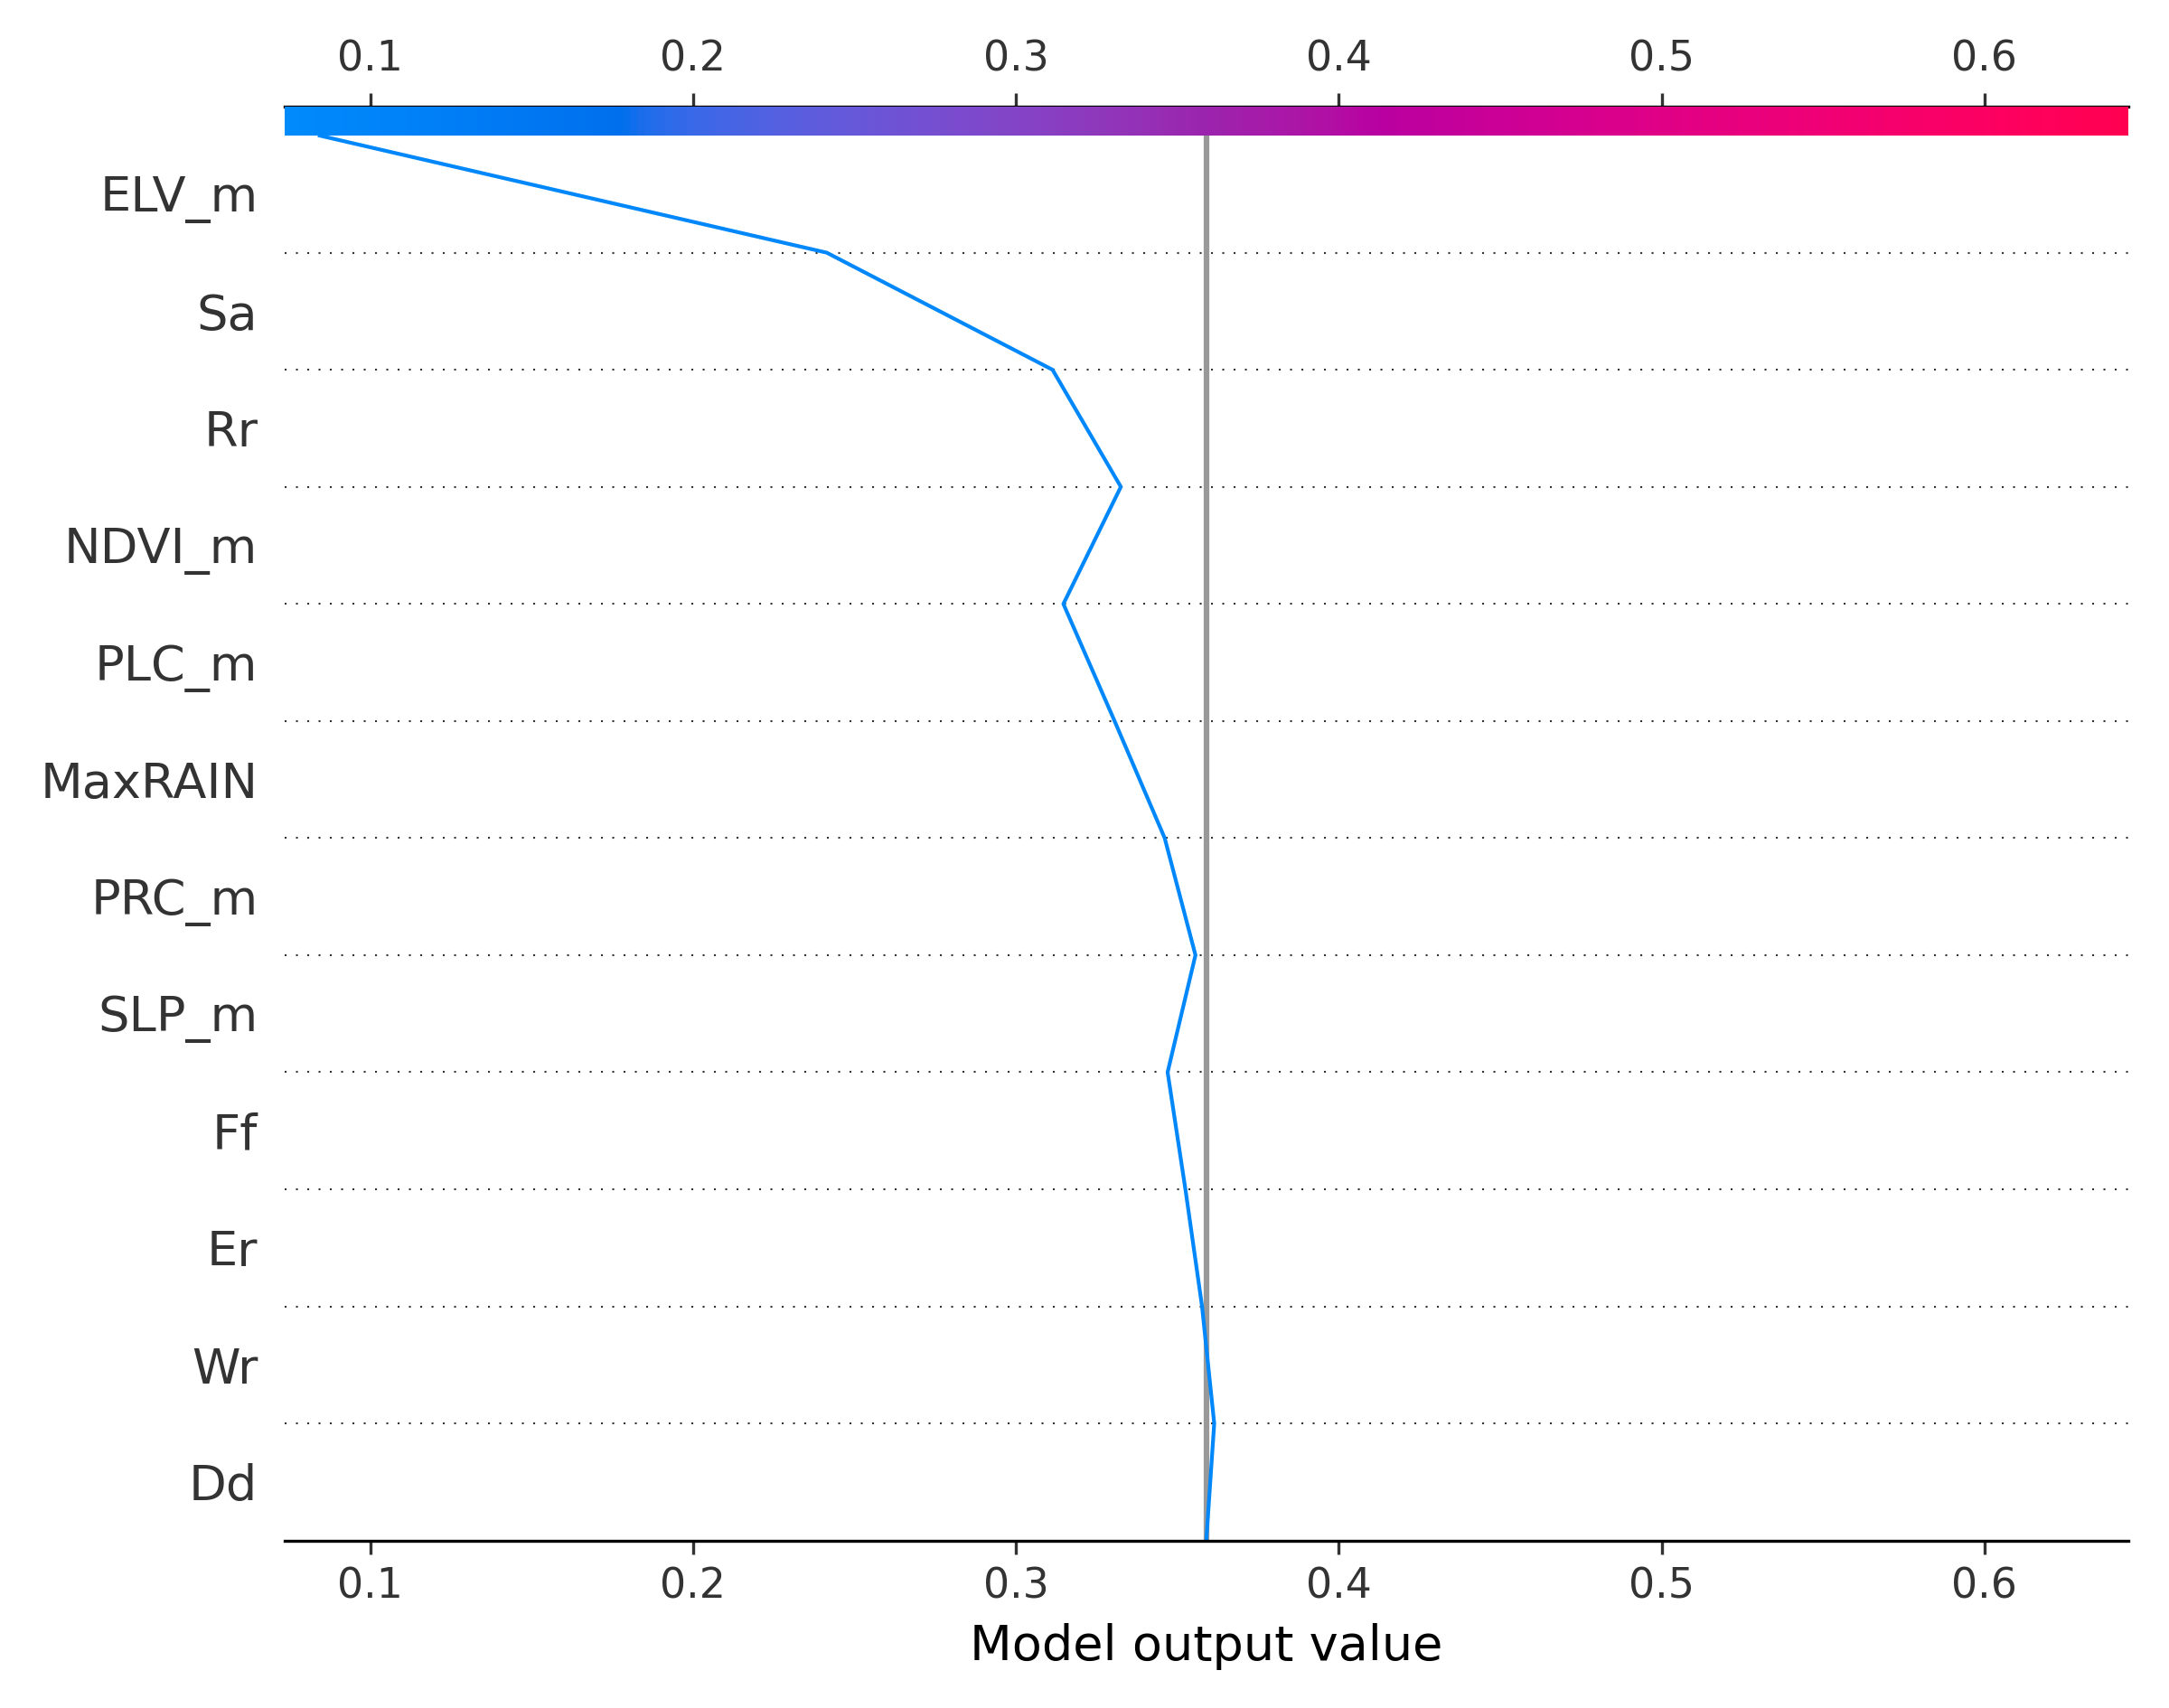 0.1 0.2 0.3 0.4 0.5 0.6
ELV_m
Sa
Rr
NDVI_m
PLC_m
MaxRAIN
PRC_m
SLP_m
Ff
Er
Wr
Dd
0.1 0.2 0.3 0.4 0.5 0.6
Model output value